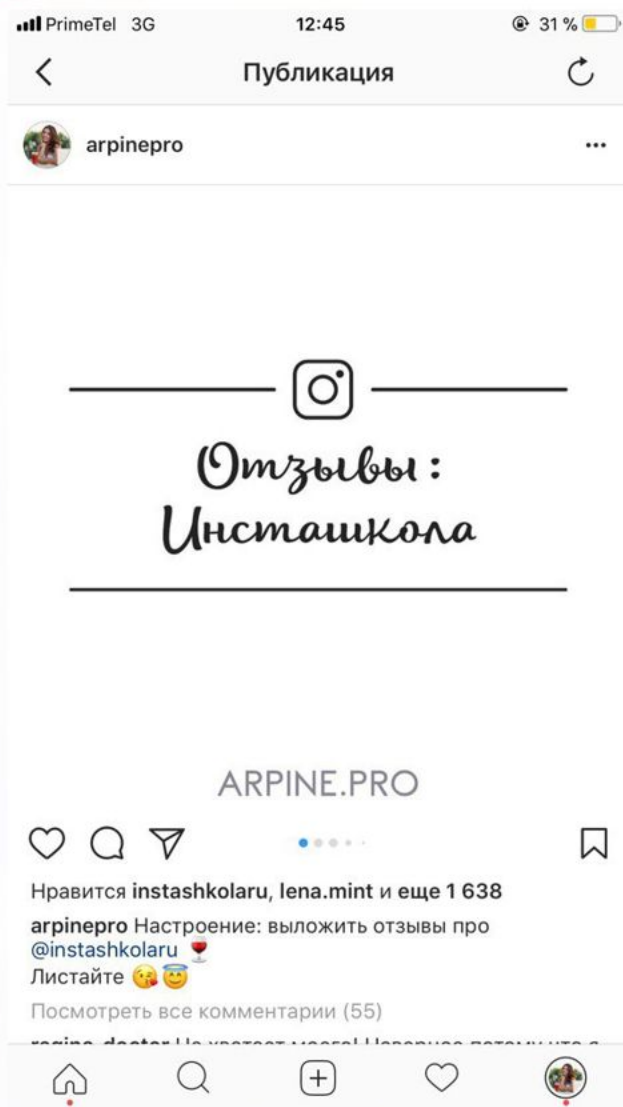 PrimeTel 3G 12:45 31 %
Публикация
arpinepro
Отзывы:
Инсташкола
ARPINE.PRO
Нравится instashkolaru, lena.mint и еще 1 638
arpinepro Настроение: выложить отзывы про
@instashkolaru 🍷
Листайте 😘😇
Посмотреть все комментарии (55)